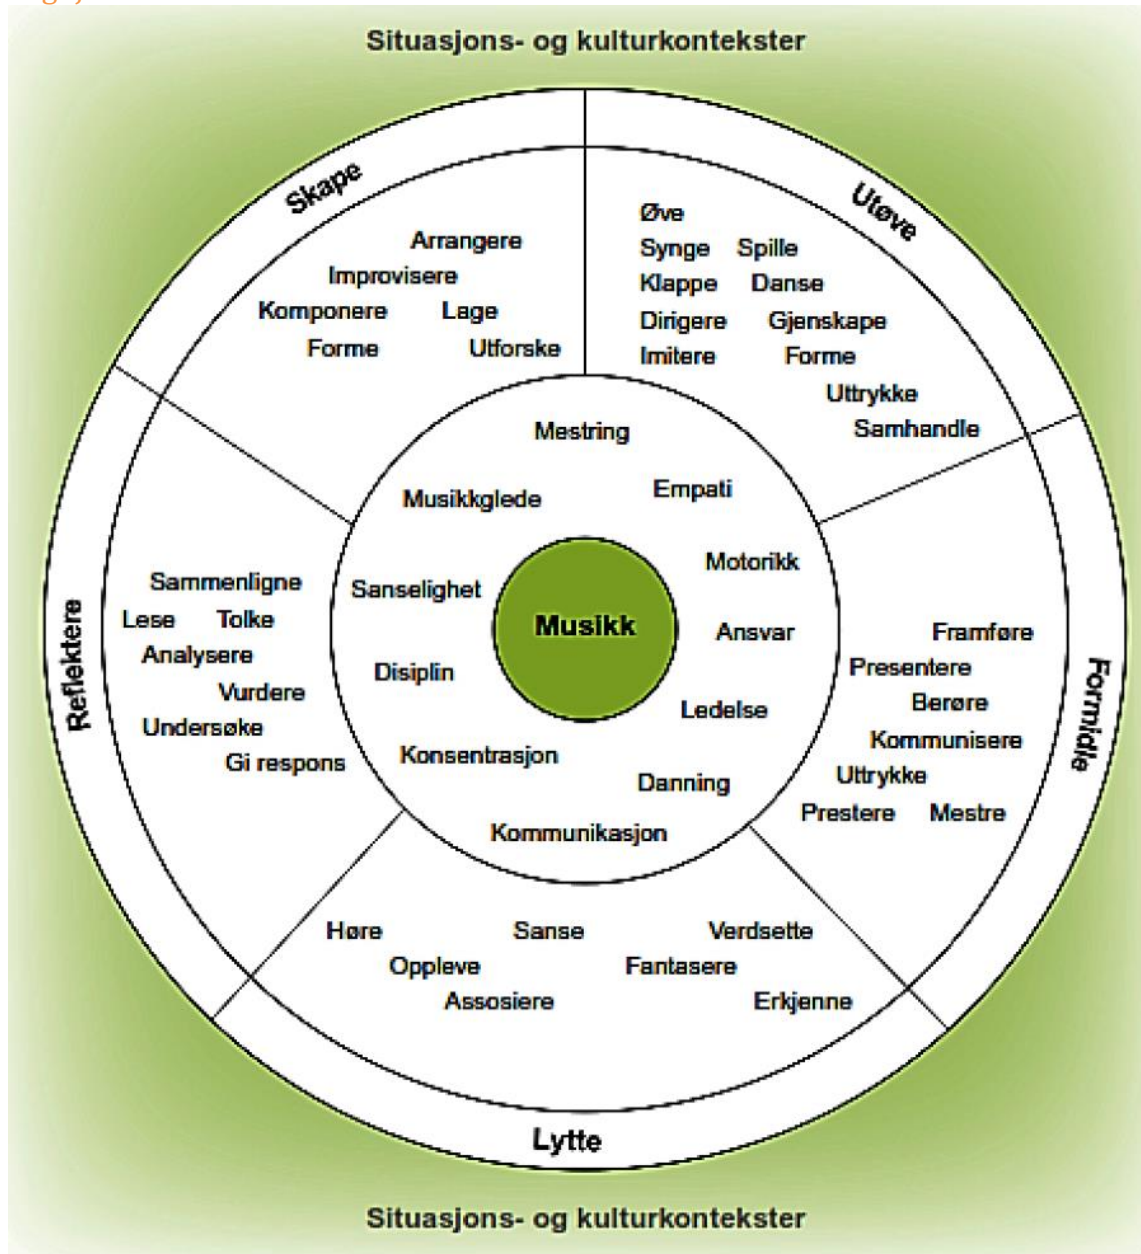 Situasjons- og kulturkontekster
Skape
Arrangere
Improvisere
Komponere Lage
Forme Utforske
Utøve
Øve
Synge Spille
Klappe Danse
Dirigere Gjenskape
Imitere Forme
Uttrykke
Samhandle
Mestring
Musikkglede Empati
Motorikk
Sanselighet
Musikk
Ansvar
Disiplin
Ledelse
Konsentrasjon
Danning
Kommunikasjon
Reflektere
Sammenligne
Lese Tolke
Analysere
Vurdere
Undersøke
Gi respons
Formidle
Framføre
Presentere
Berøre
Kommunisere
Uttrykke
Prestere Mestre
Høre Sanse Verdsette
Oppleve Fantasere
Assosiere Erkjenne
Lytte
Situasjons- og kulturkontekster